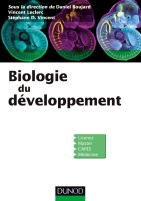 Sous la direction de Daniel Boujard
Vincent Leclerc
Stéphane D. Vincent
Biologie
du
développement
Licence
Master
CAPES
Médecine
DUNOD